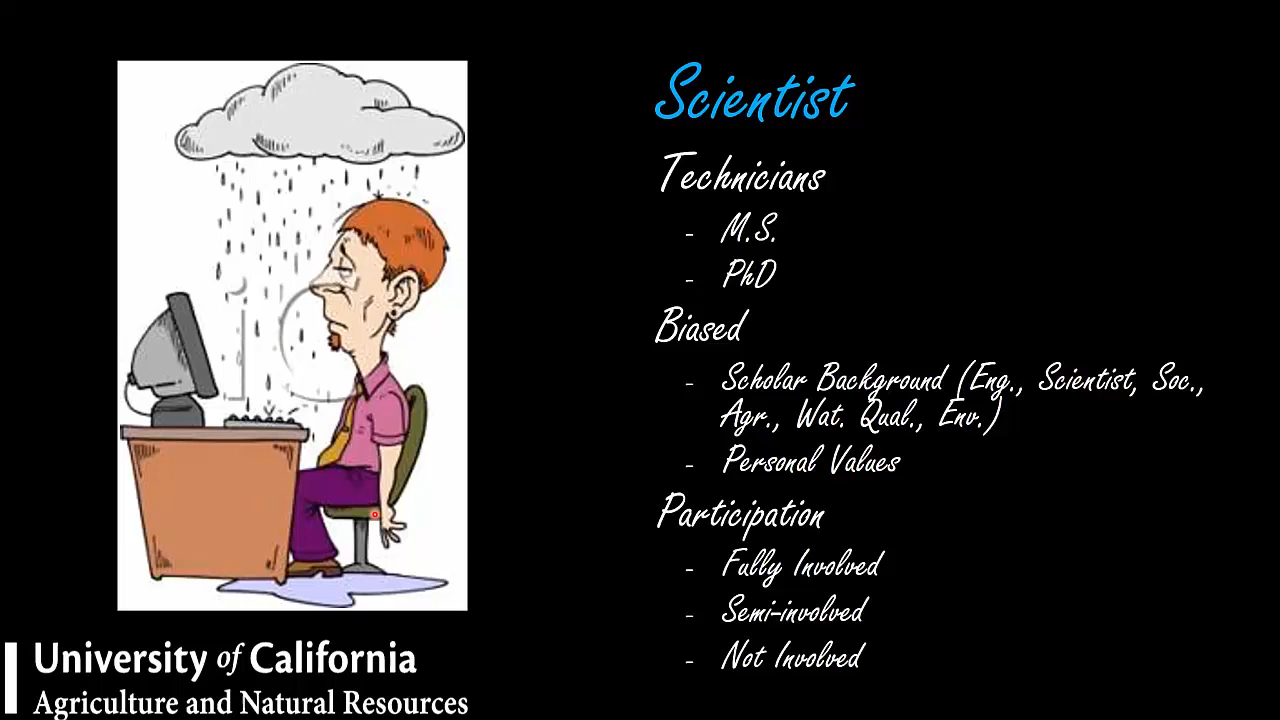 Scientist
Technicians
- M.S.
- PhD
Biased
- Scholar Background (Eng., Scientist, Soc.,
Agr., Wat. Qual., Env.)
- Personal Values
Participation
- Fully Involved
- Semi-involved
- Not Involved
University of California
Agriculture and Natural Resources